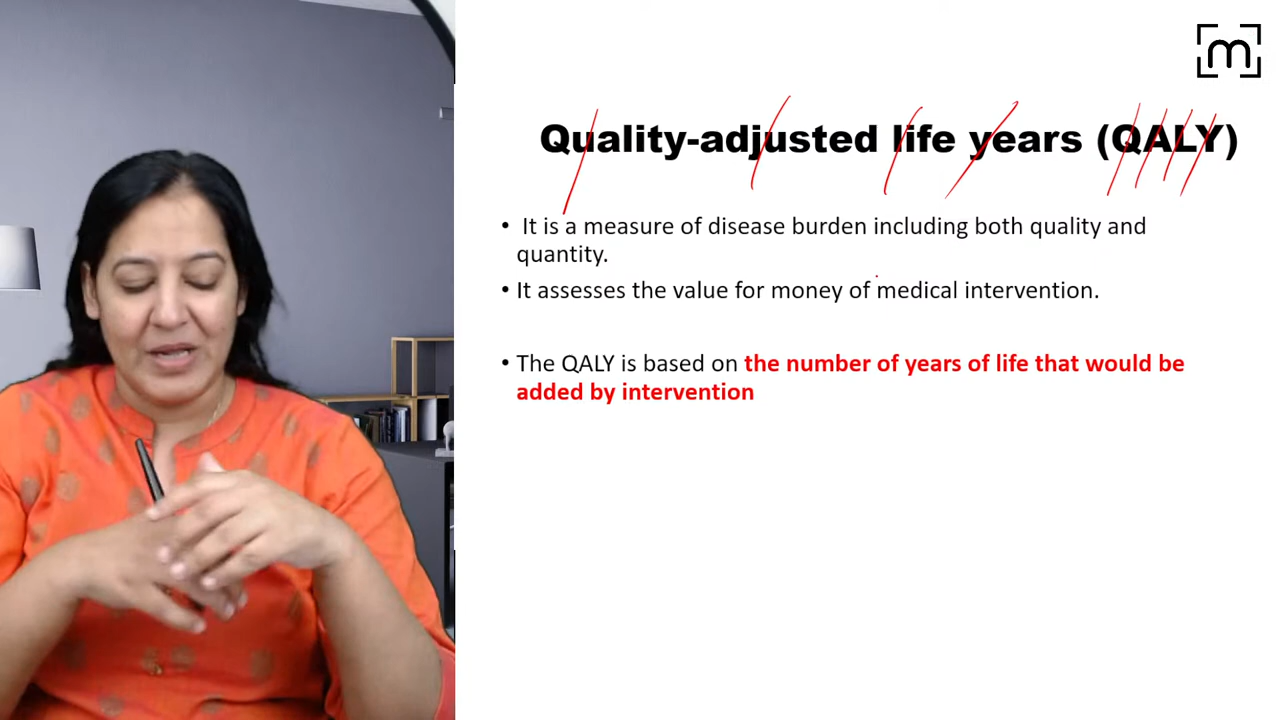 m
Quality-adjusted life years (QALY)
• It is a measure of disease burden including both quality and
quantity.
• It assesses the value for money of medical intervention.
• The QALY is based on the number of years of life that would be
added by intervention